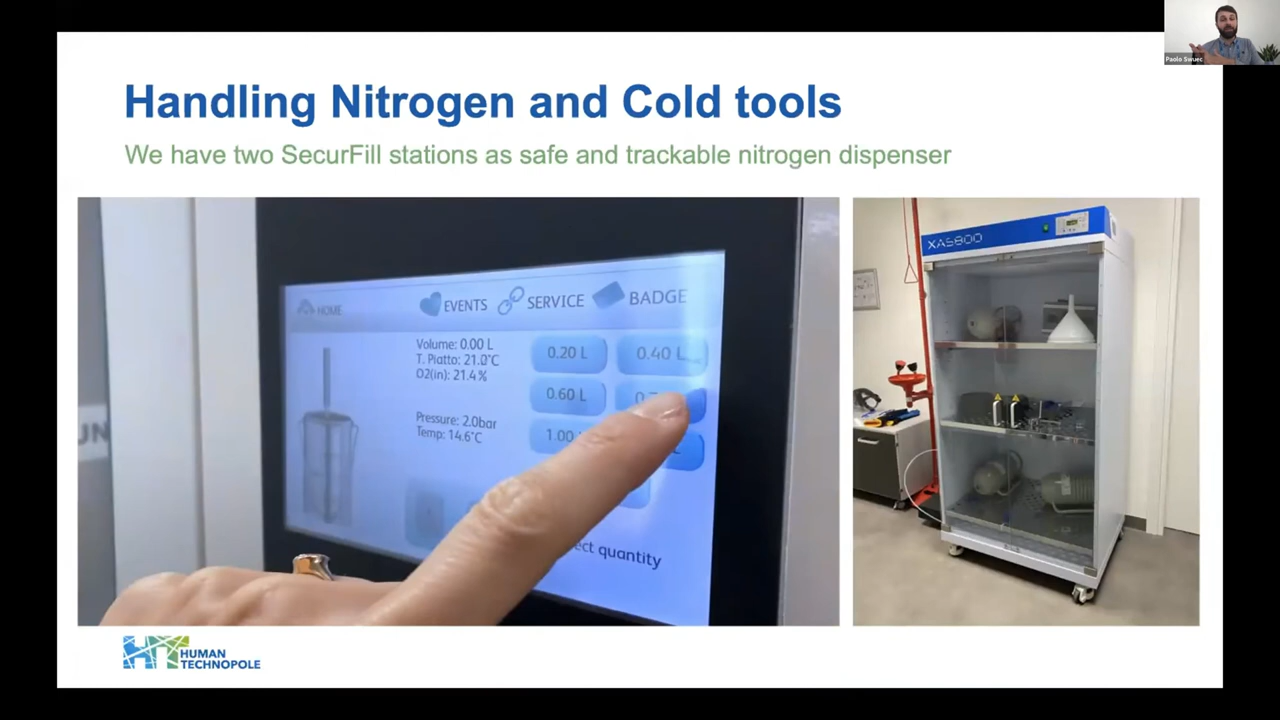 Paolo Swuec
Handling Nitrogen and Cold tools
We have two SecurFill stations as safe and trackable nitrogen dispenser
HOME
EVENTS
SERVICE
BADGE
Volume: 0.00 L
T. Piatto: 21.0°C
O2(in): 21.4 %
Pressure: 2.0bar
Temp: 14.6°C
0.20 L
0.40 L
0.60 L
1.00
quantity
XAS800
HUMAN
TECHNOPOLE